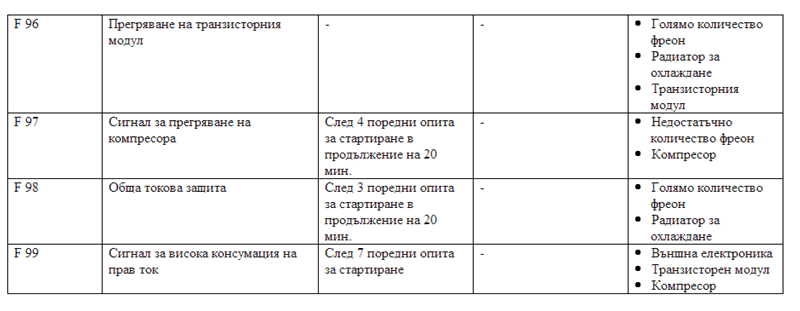 F 96
Прегряване на транзисторния
модул
-
-
Голямо количество
фреон
Радиатор за
охлаждане
Транзисторния
модул
F 97
Сигнал за прегряване на
компресора
След 4 поредни опита
за стартиране в
продължение на 20
мин.
-
Недостатъчно
количество фреон
Компресор
F 98
Обща токова зашита
След 3 поредни опита
за стартиране в
продължение на 20
мин.
-
Голямо количество
фреон
Радиатор за
охлаждане
F 99
Сигнал за висока консумация на
прав ток
След 7 поредни опита
за стартиране
-
Външна електроника
Транзисторен модул
Компресор